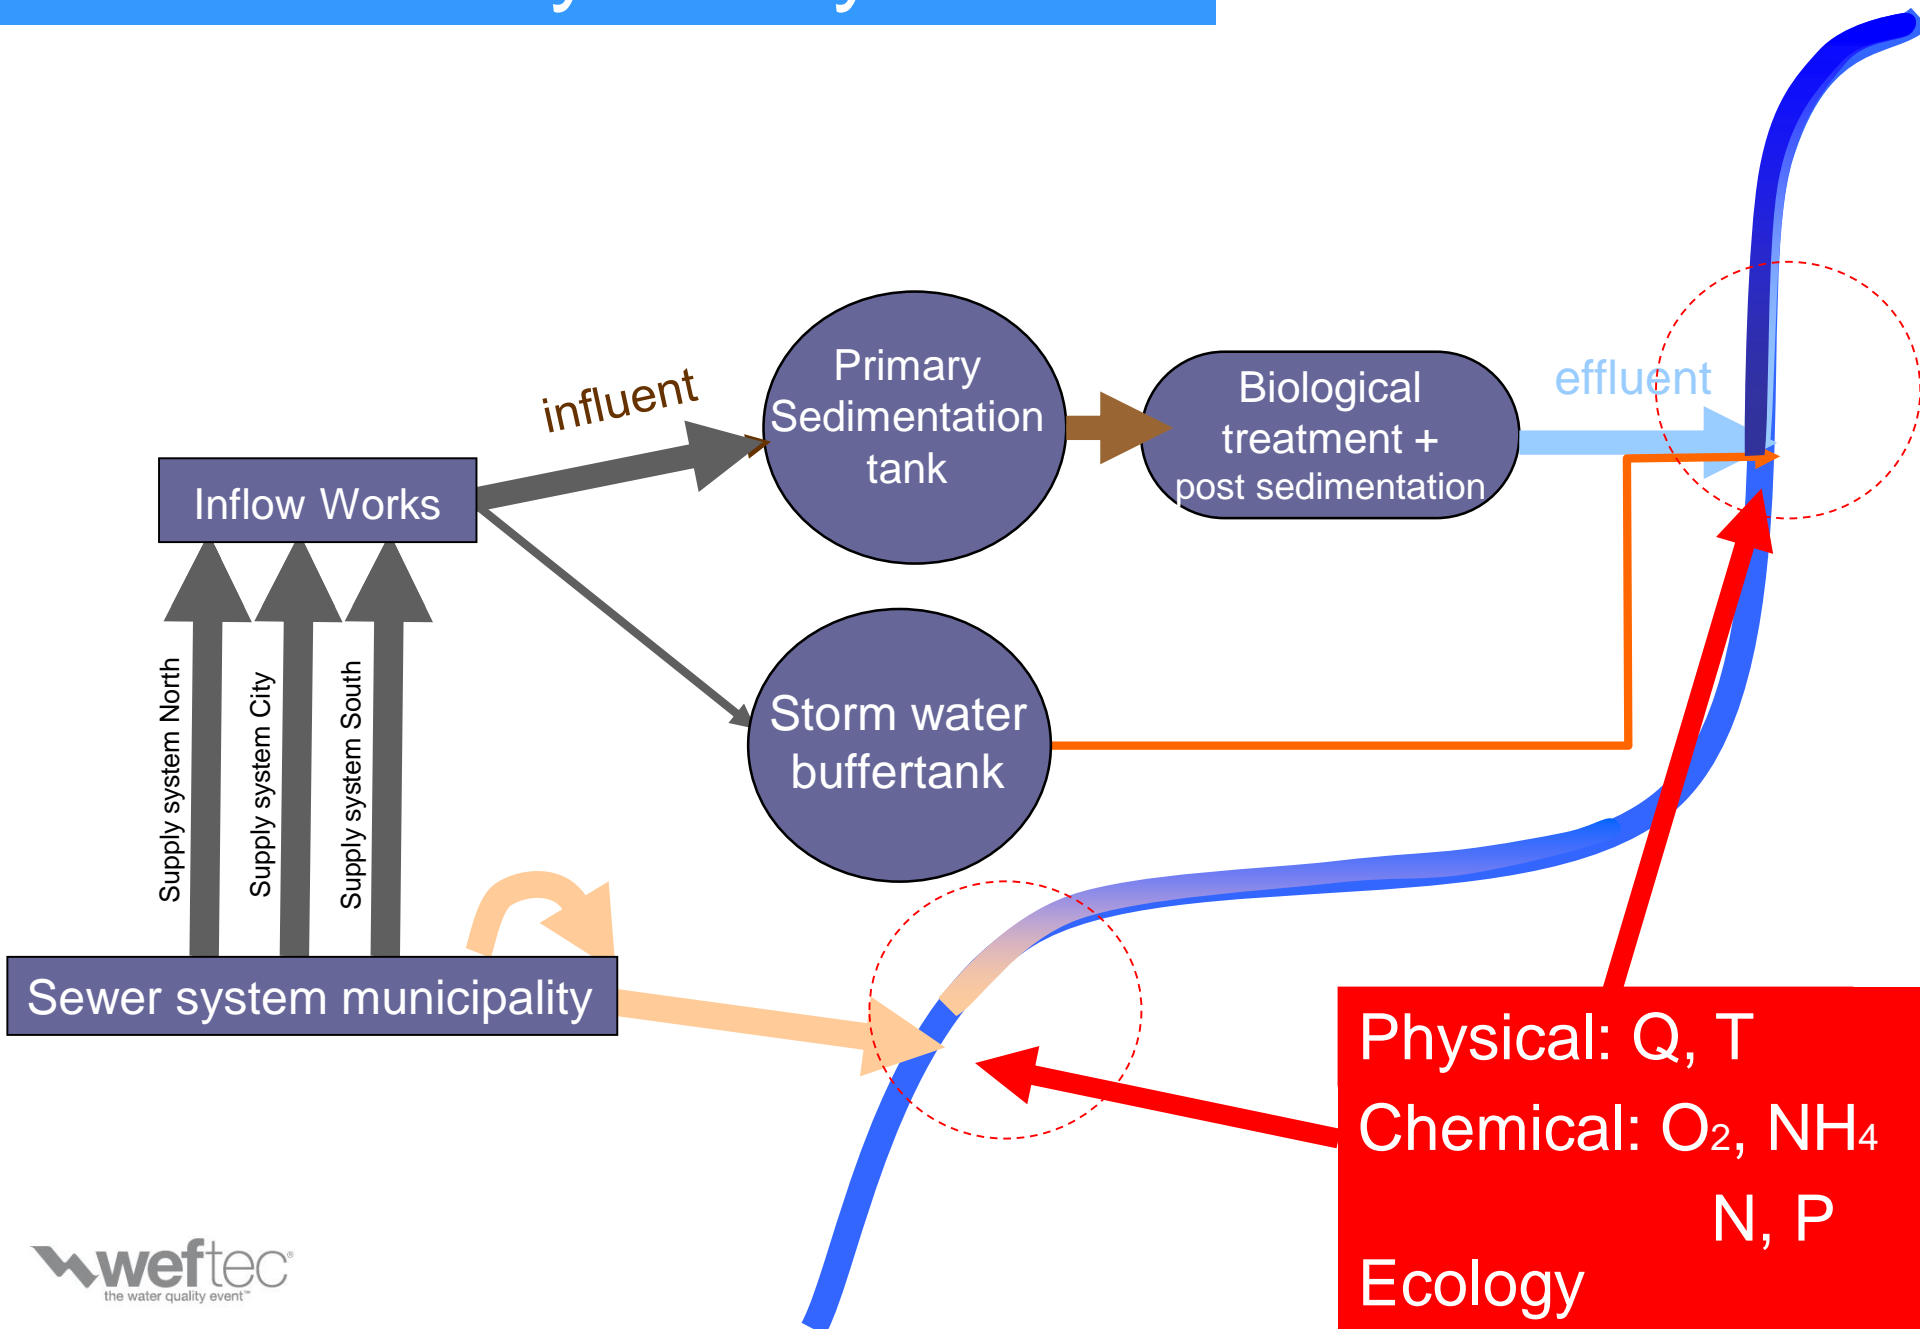 influent
Primary
Sedimentation
tank
Biological
treatment +
post sedimentation
effluent
Inflow Works
Supply system North
Supply system City
Supply system South
Storm water
buffertank
Sewer system municipality
Physical: Q, T
Chemical: O₂, NH₄
N, P
Ecology
weftec®
the water quality event™